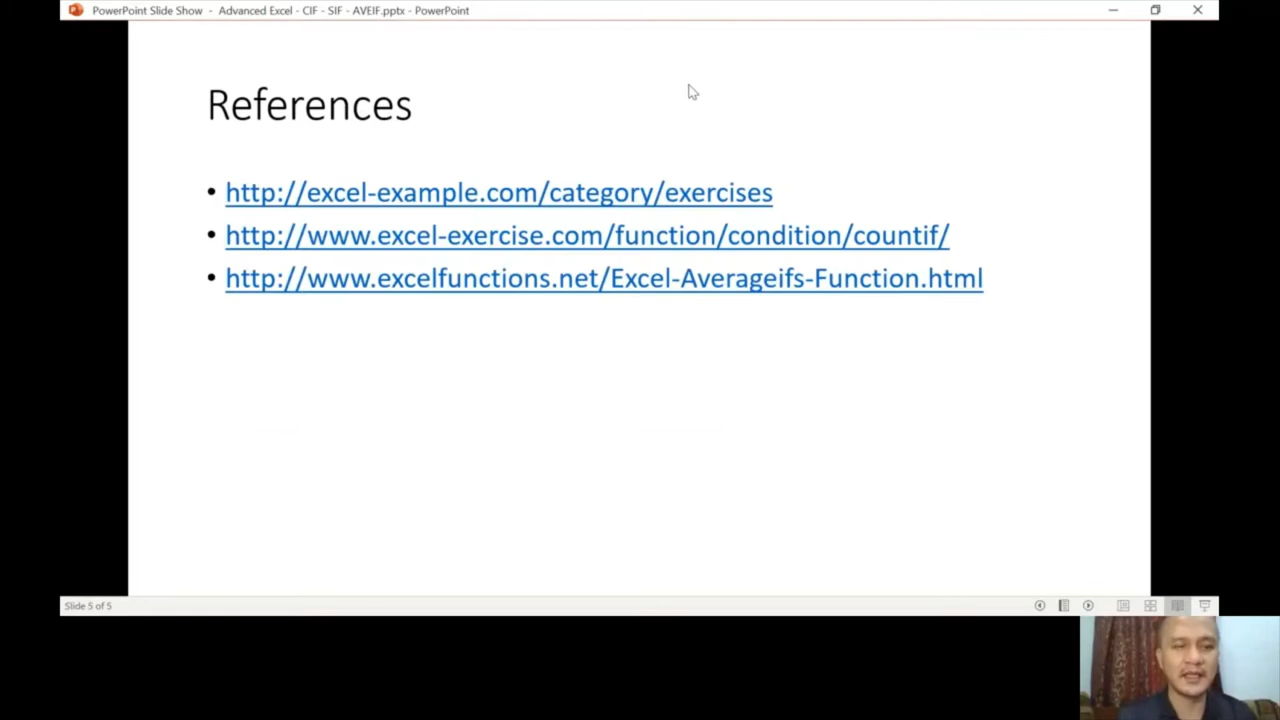 PowerPoint Slide Show - Advanced Excel - CIF - SIF - AVEIF.pptx - PowerPoint
References
• http://excel-example.com/category/exercises
• http://www.excel-exercise.com/function/condition/countif/
• http://www.excelfunctions.net/Excel-Averageifs-Function.html
Slide 5 of 5